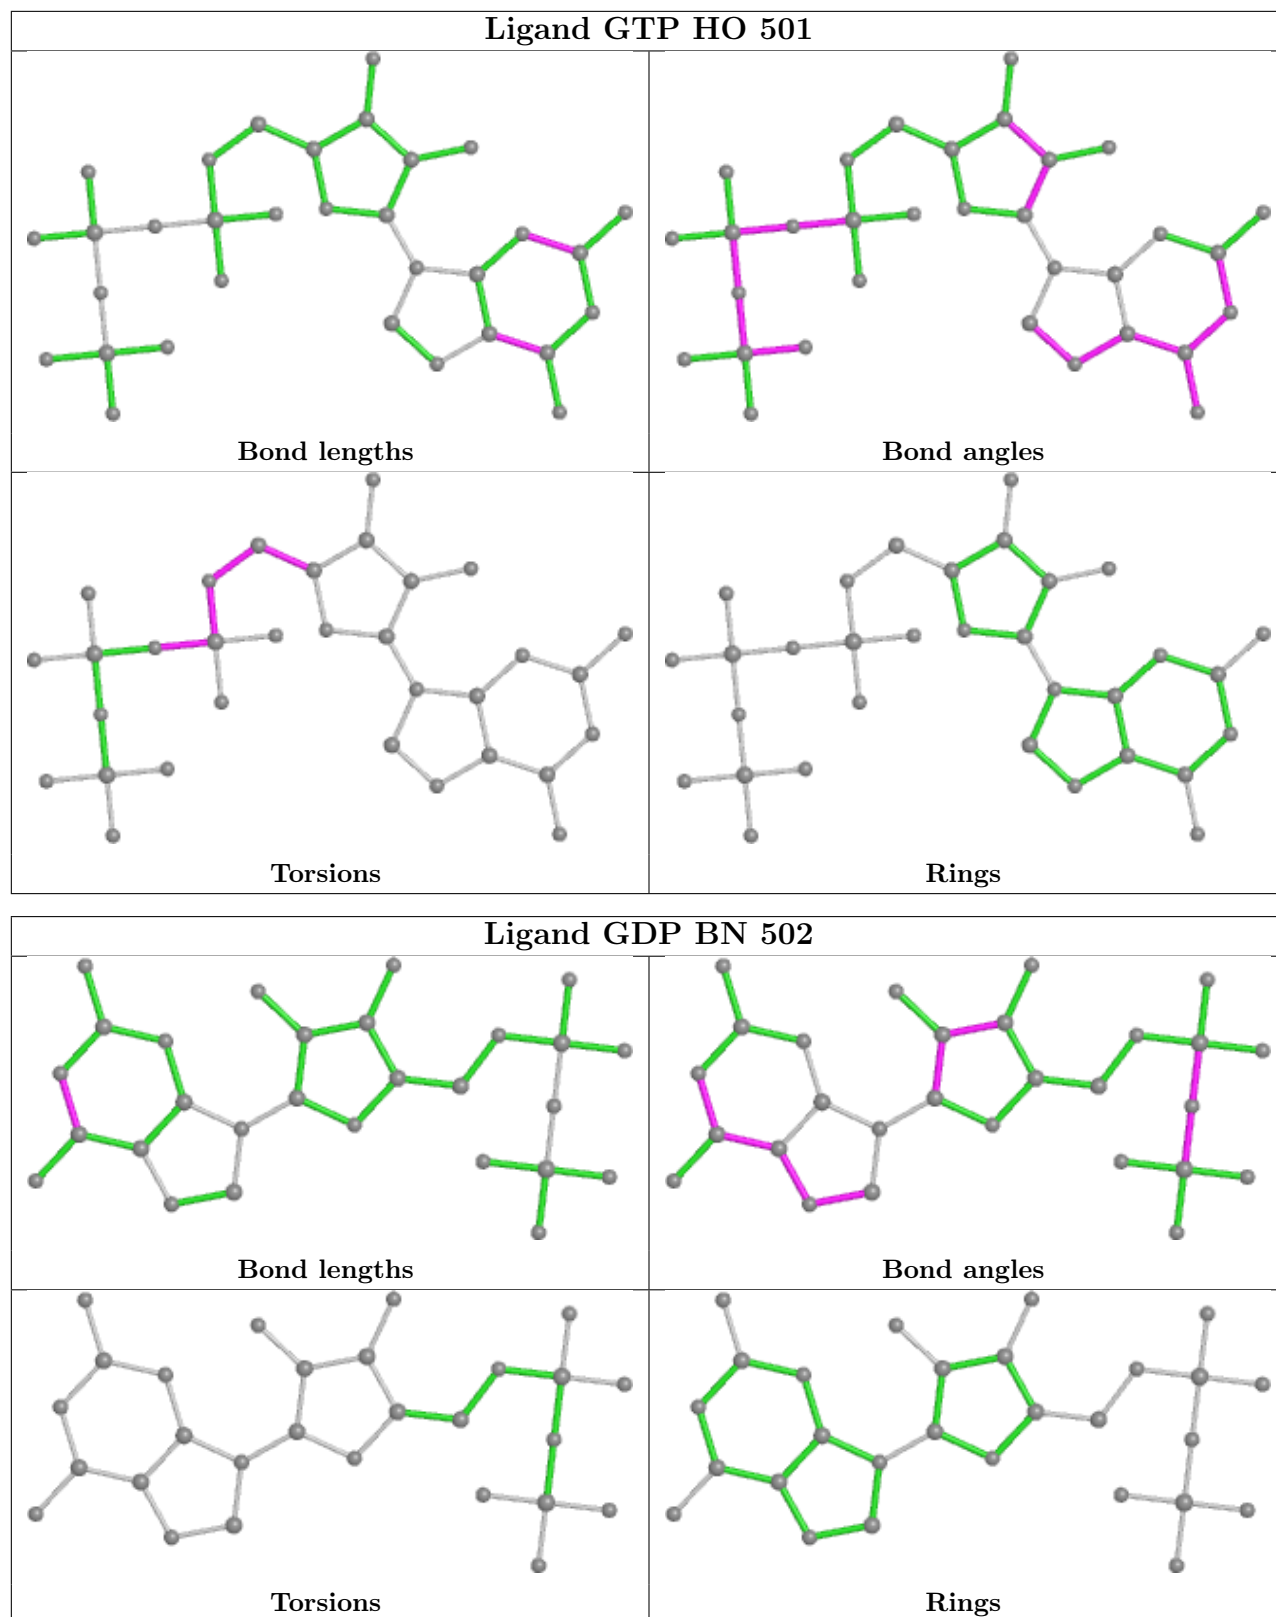 Ligand GTP HO 501
Bond lengths
Bond angles
Torsions
Rings
Ligand GDP BN 502
Bond lengths
Bond angles
Torsions
Rings